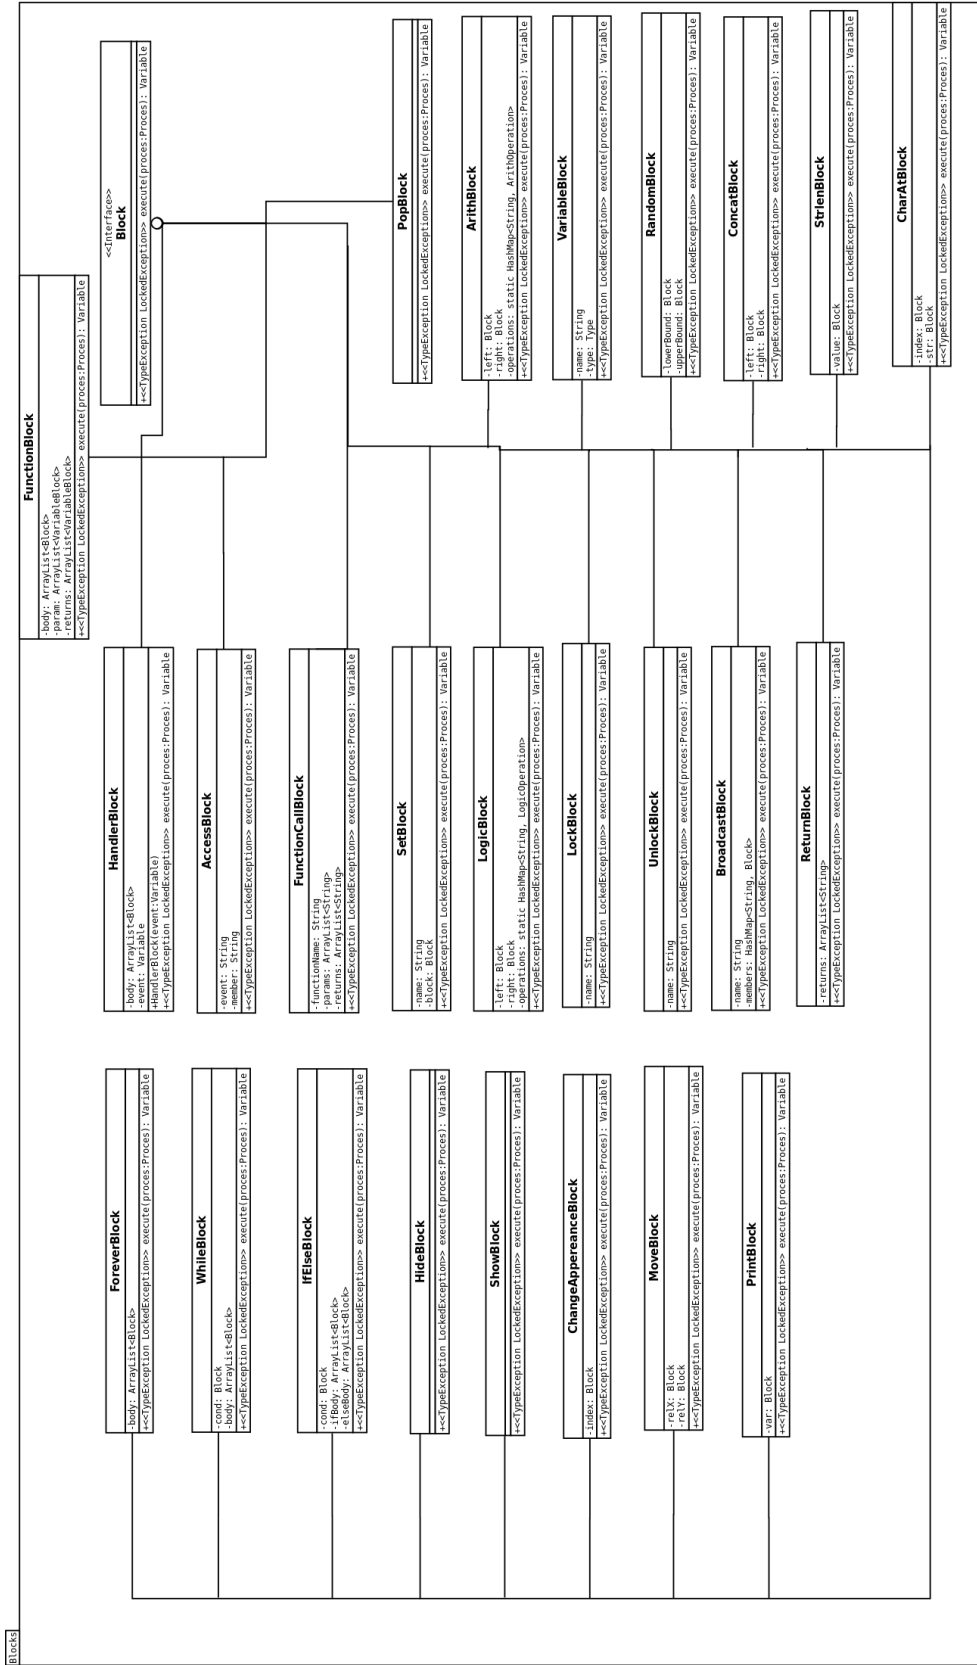 Blocks
FunctionBlock
-body: ArrayList<Block>
-param: ArrayList<VariableBlock>
-returns: ArrayList<VariableBlock>
+<<TypeException LockedException>> execute(proces:Proces): Variable
<<Interface>>
Block
+<<TypeException LockedException>> execute(proces:Proces): Variable
ForeverBlock
-body: ArrayList<Block>
+<<TypeException LockedException>> execute(proces:Proces): Variable
WhileBlock
-cond: Block
-body: ArrayList<Block>
+<<TypeException LockedException>> execute(proces:Proces): Variable
IfElseBlock
-cond: Block
-ifBody: ArrayList<Block>
-elseBody: ArrayList<Block>
+<<TypeException LockedException>> execute(proces:Proces): Variable
HideBlock
+<<TypeException LockedException>> execute(proces:Proces): Variable
ShowBlock
+<<TypeException LockedException>> execute(proces:Proces): Variable
ChangeAppereanceBlock
-index: Block
+<<TypeException LockedException>> execute(proces:Proces): Variable
MoveBlock
-relX: Block
-relY: Block
+<<TypeException LockedException>> execute(proces:Proces): Variable
PrintBlock
-var: Block
+<<TypeException LockedException>> execute(proces:Proces): Variable
HandlerBlock
-body: ArrayList<Block>
-event: Variable
+HandlerBlock(event:Variable)
+<<TypeException LockedException>> execute(proces:Proces): Variable
AccessBlock
-event: String
-member: String
+<<TypeException LockedException>> execute(proces:Proces): Variable
FunctionCallBlock
-functionName: String
-params: ArrayList<String>
-returns: ArrayList<String>
+<<TypeException LockedException>> execute(proces:Proces): Variable
SetBlock
-name: String
-block: Block
+<<TypeException LockedException>> execute(proces:Proces): Variable
LogicBlock
-left: Block
-right: Block
-operations: static HashMap<String, LogicOperation>
+<<TypeException LockedException>> execute(proces:Proces): Variable
LockBlock
-name: String
+<<TypeException LockedException>> execute(proces:Proces): Variable
UnlockBlock
-name: String
+<<TypeException LockedException>> execute(proces:Proces): Variable
BroadcastBlock
-name: String
-members: HashMap<String, Block>
+<<TypeException LockedException>> execute(proces:Proces): Variable
ReturnBlock
-returns: ArrayList<String>
+<<TypeException LockedException>> execute(proces:Proces): Variable
PopBlock
+<<TypeException LockedException>> execute(proces:Proces): Variable
ArithBlock
-left: Block
-right: Block
-operations: static HashMap<String, ArithOperation>
+<<TypeException LockedException>> execute(proces:Proces): Variable
VariableBlock
-name: String
-type: Type
+<<TypeException LockedException>> execute(proces:Proces): Variable
RandomBlock
-lowerBound: Block
-upperBound: Block
+<<TypeException LockedException>> execute(proces:Proces): Variable
ConcatBlock
-left: Block
-right: Block
+<<TypeException LockedException>> execute(proces:Proces): Variable
StrlenBlock
-value: Block
+<<TypeException LockedException>> execute(proces:Proces): Variable
CharAtBlock
-index: Block
-str: Block
+<<TypeException LockedException>> execute(proces:Proces): Variable